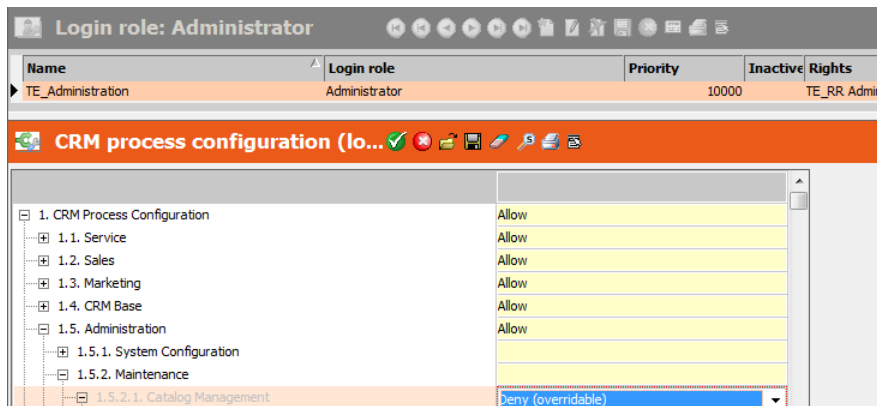 Login role: Administrator
Name Login role Priority Inactive Rights
TE_Administration Administrator 10000 TE_RR Admi
CRM process configuration (lo...
1. CRM Process Configuration Allow
1.1. Service Allow
1.2. Sales Allow
1.3. Marketing Allow
1.4. CRM Base Allow
1.5. Administration Allow
1.5.1. System Configuration
1.5.2. Maintenance
1.5.2.1. Catalog Management Deny (overridable)